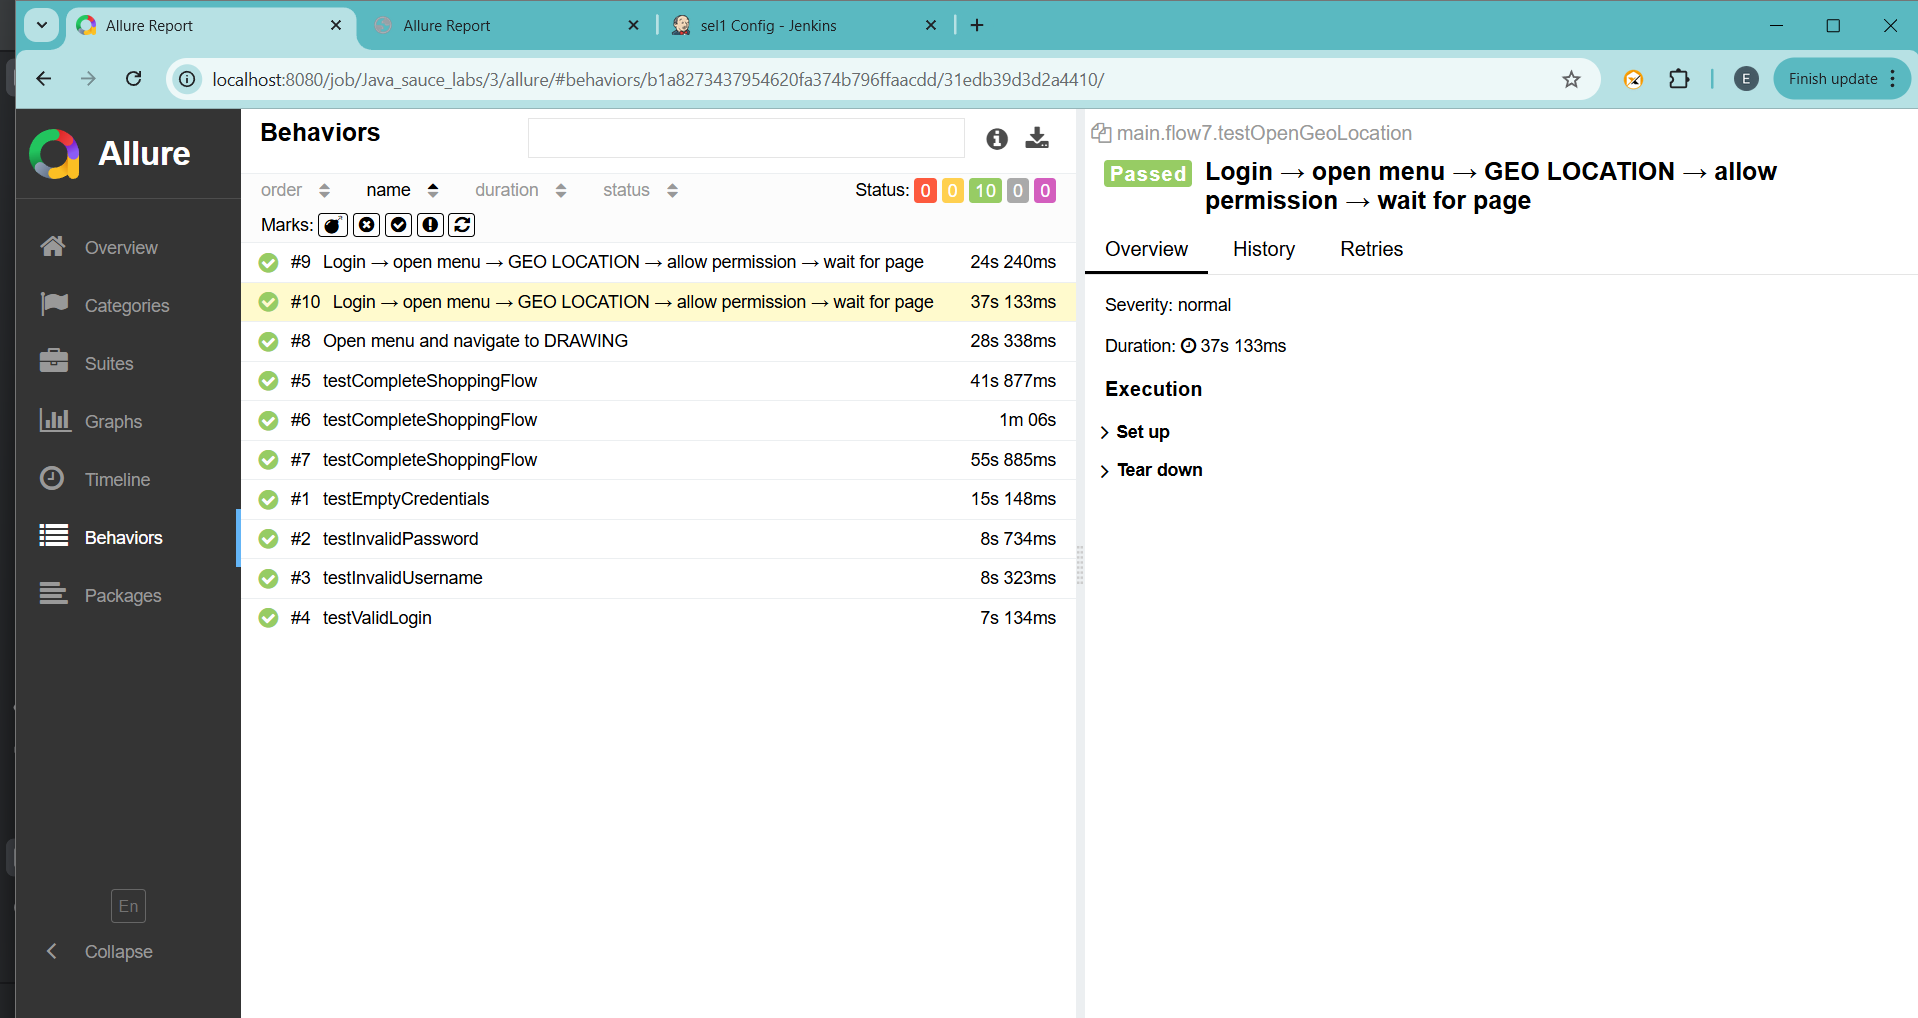 Allure Report
Allure Report
sel1 Config - Jenkins
localhost:8080/job/Java_sauce_labs/3/allure/#behaviors/b1a8273437954620fa374b796ffaacdd/31edb39d3d2a4410/
E
Finish update
Allure
Overview
Categories
Suites
Graphs
Timeline
Behaviors
Packages
En
Collapse
Behaviors
order name duration status
Status: 0 0 10 0 0
Marks:
#9 Login → open menu → GEO LOCATION → allow permission → wait for page 24s 240ms
#10 Login → open menu → GEO LOCATION → allow permission → wait for page 37s 133ms
#8 Open menu and navigate to DRAWING 28s 338ms
#5 testCompleteShoppingFlow 41s 877ms
#6 testCompleteShoppingFlow 1m 06s
#7 testCompleteShoppingFlow 55s 885ms
#1 testEmptyCredentials 15s 148ms
#2 testInvalidPassword 8s 734ms
#3 testInvalidUsername 8s 323ms
#4 testValidLogin 7s 134ms
main.flow7.testOpenGeoLocation
Passed Login → open menu → GEO LOCATION → allow
permission → wait for page
Overview History Retries
Severity: normal
Duration: 37s 133ms
Execution
Set up
Tear down